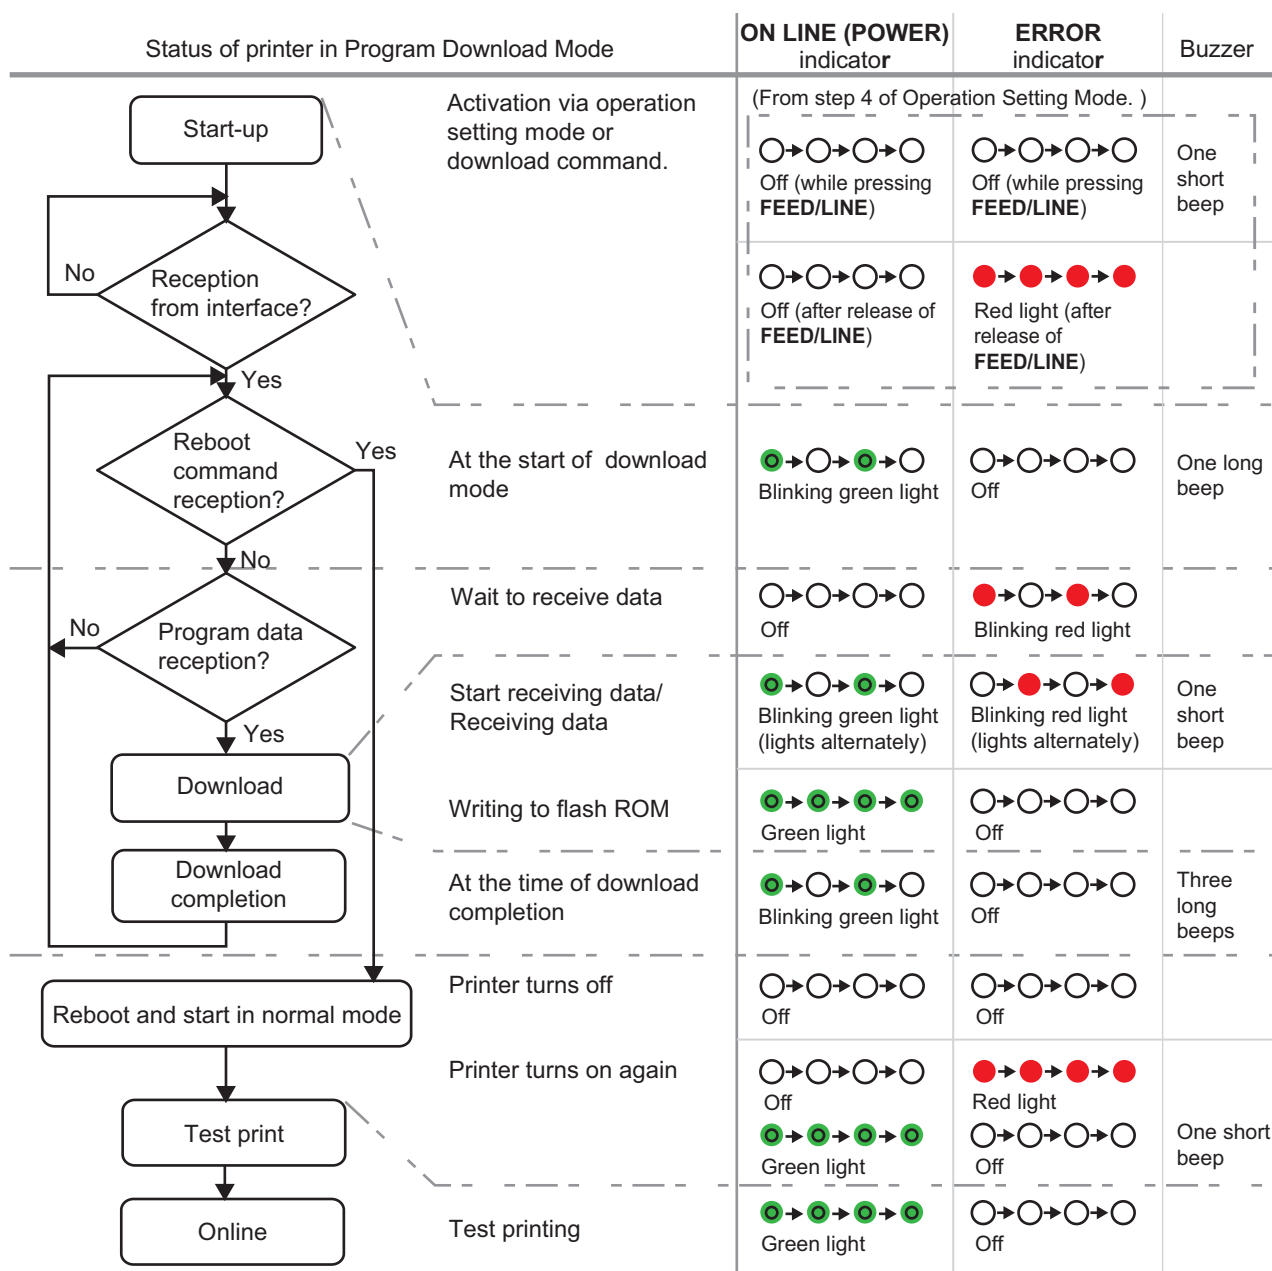 Status of printer in Program Download Mode
ON LINE (POWER)
indicator
ERROR
indicator
Buzzer
Start-up
Activation via operation
setting mode or
download command.
(From step 4 of Operation Setting Mode. )
Off (while pressing
FEED/LINE)
Off (while pressing
FEED/LINE)
One
short
beep
No
Reception
from interface?
Off (after release of
FEED/LINE)
Red light (after
release of
FEED/LINE)
Yes
Reboot
command
reception?
Yes
At the start of download
mode
Blinking green light
Off
One long
beep
No
Wait to receive data
Off
Blinking red light
No
Program data
reception?
Yes
Start receiving data/
Receiving data
Blinking green light
(lights alternately)
Blinking red light
(lights alternately)
One
short
beep
Download
Writing to flash ROM
Green light
Off
Download
completion
At the time of download
completion
Blinking green light
Off
Three
long
beeps
Reboot and start in normal mode
Printer turns off
Off
Off
Printer turns on again
Off
Red light
Test print
Green light
Off
One short
beep
Online
Test printing
Green light
Off